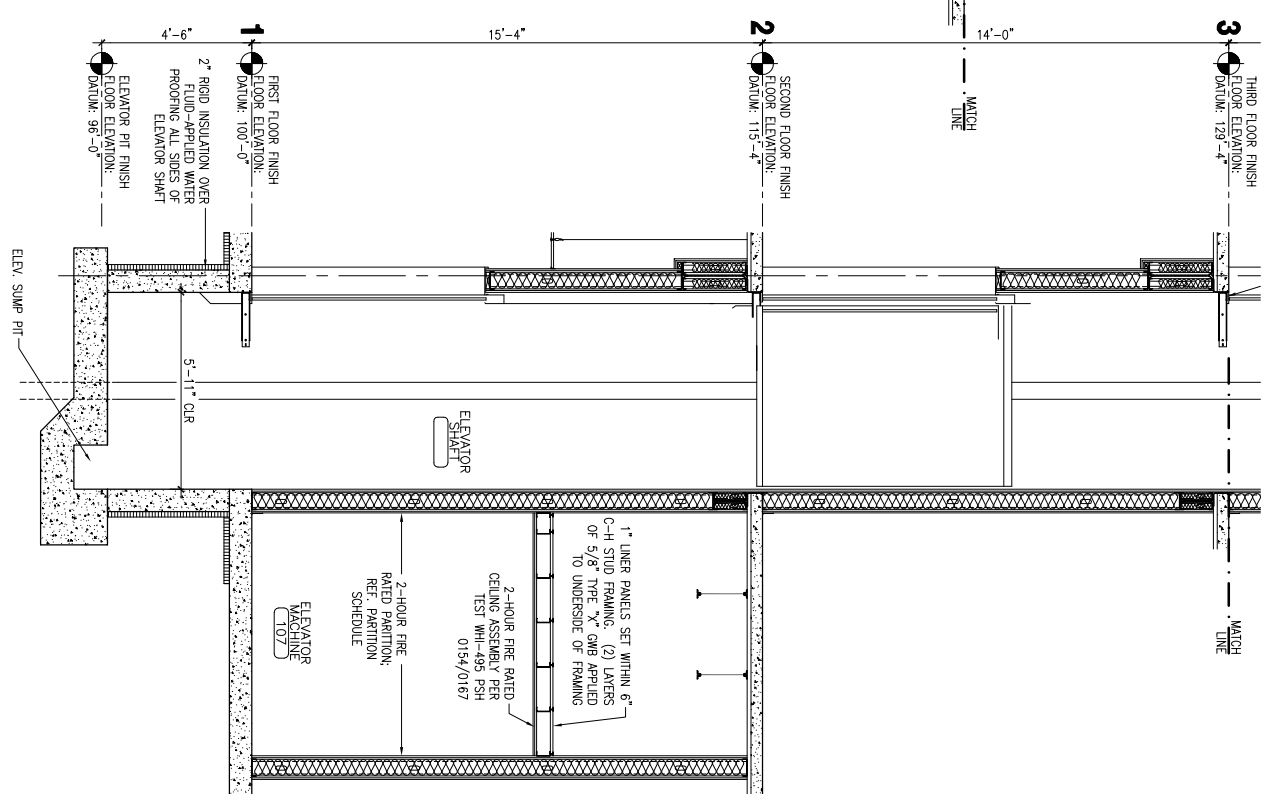 4'-6"
15'-4"
14'-0"
1
2
3
ELEVATOR PIT FINISH
FLOOR ELEVATION:
DATUM: 96'-0"
FIRST FLOOR FINISH
FLOOR ELEVATION:
DATUM: 100'-0"
SECOND FLOOR FINISH
FLOOR ELEVATION:
DATUM: 115'-4"
THIRD FLOOR FINISH
FLOOR ELEVATION:
DATUM: 129'-4"
MATCH
LINE
2" RIGID INSULATION OVER
FLUID-APPLIED WATER
PROOFING ALL SIDES OF
ELEVATOR SHAFT
ELEV. SUMP PIT
5'-11" CLR
ELEVATOR
SHAFT
1" LINER PANELS SET WITHIN 6"
C-H STUD FRAMING. (2) LAYERS
OF 5/8" TYPE "X" GWB APPLIED
TO UNDERSIDE OF FRAMING
2-HOUR FIRE RATED
CEILING ASSEMBLY PER
TEST WHI-495 PSH
0154/0167
2-HOUR FIRE
RATED PARITION;
REF. PARTITION
SCHEDULE
ELEVATOR
MACHINE
107
MATCH
LINE